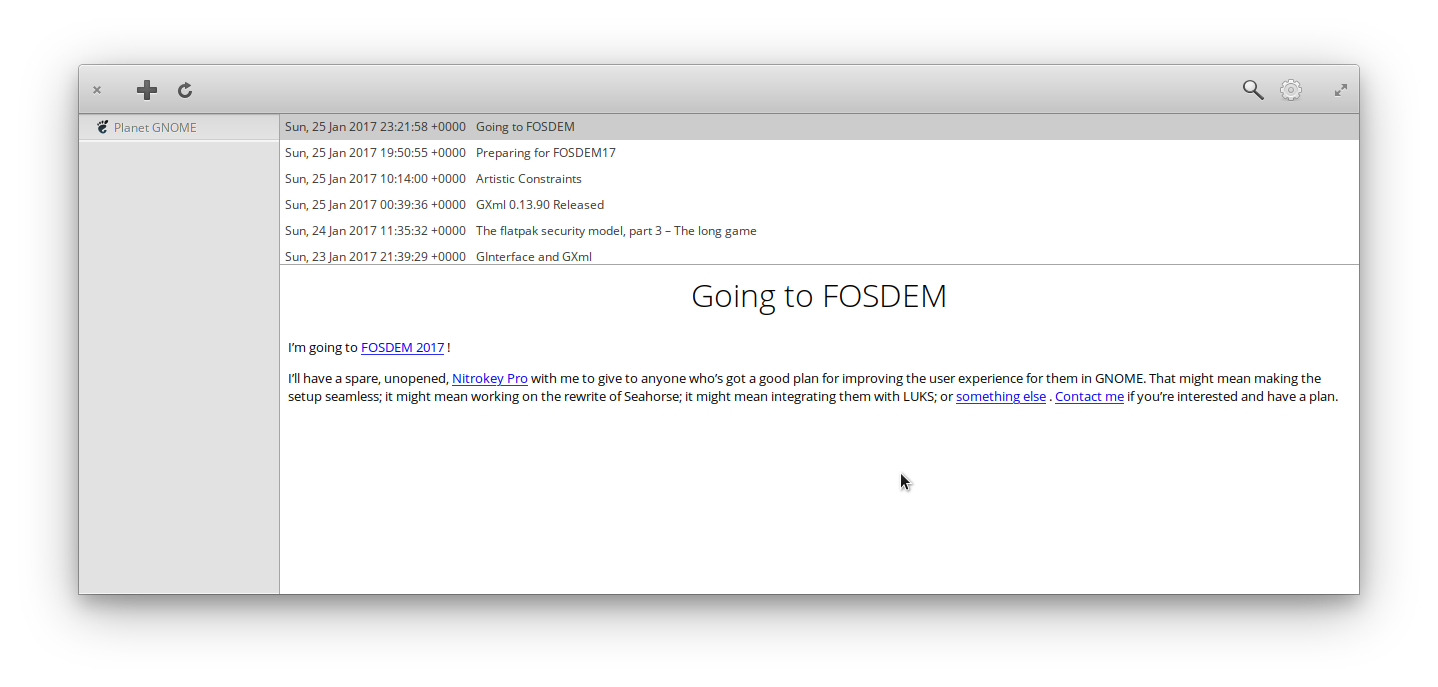 Planet GNOME
Sun, 25 Jan 2017 23:21:58 +0000 Going to FOSDEM
Sun, 25 Jan 2017 19:50:55 +0000 Preparing for FOSDEM17
Sun, 25 Jan 2017 10:14:00 +0000 Artistic Constraints
Sun, 25 Jan 2017 00:39:36 +0000 GXml 0.13.90 Released
Sun, 24 Jan 2017 11:35:32 +0000 The flatpak security model, part 3 – The long game
Sun, 23 Jan 2017 21:39:29 +0000 GInterface and GXml
Going to FOSDEM
I’m going to FOSDEM 2017 !
I’ll have a spare, unopened, Nitrokey Pro with me to give to anyone who’s got a good plan for improving the user experience for them in GNOME. That might mean making the
setup seamless; it might mean working on the rewrite of Seahorse; it might mean integrating them with LUKS; or something else . Contact me if you’re interested and have a plan.